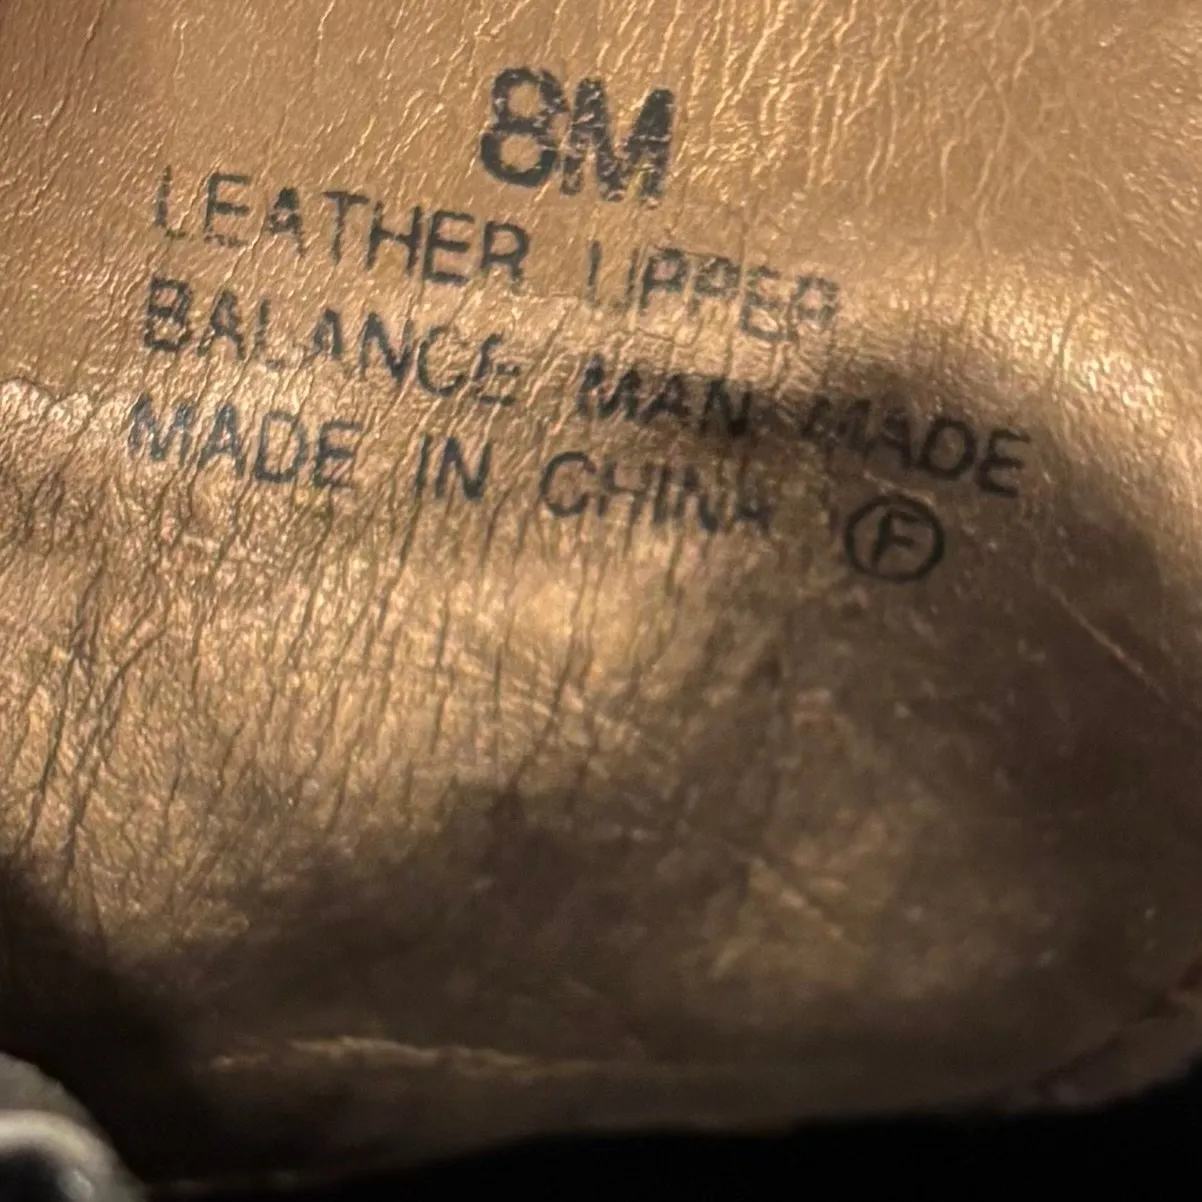 8M
LEATHER UPPER
BALANCE MAN-MADE
MADE IN CHINA Ⓕ